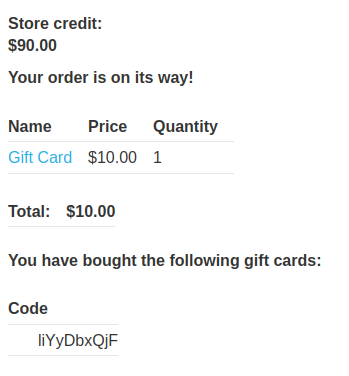 Store credit:
$90.00
Your order is on its way!
Name Price Quantity
Gift Card $10.00 1
Total: $10.00
You have bought the following gift cards:
Code
liYyDbxQjF